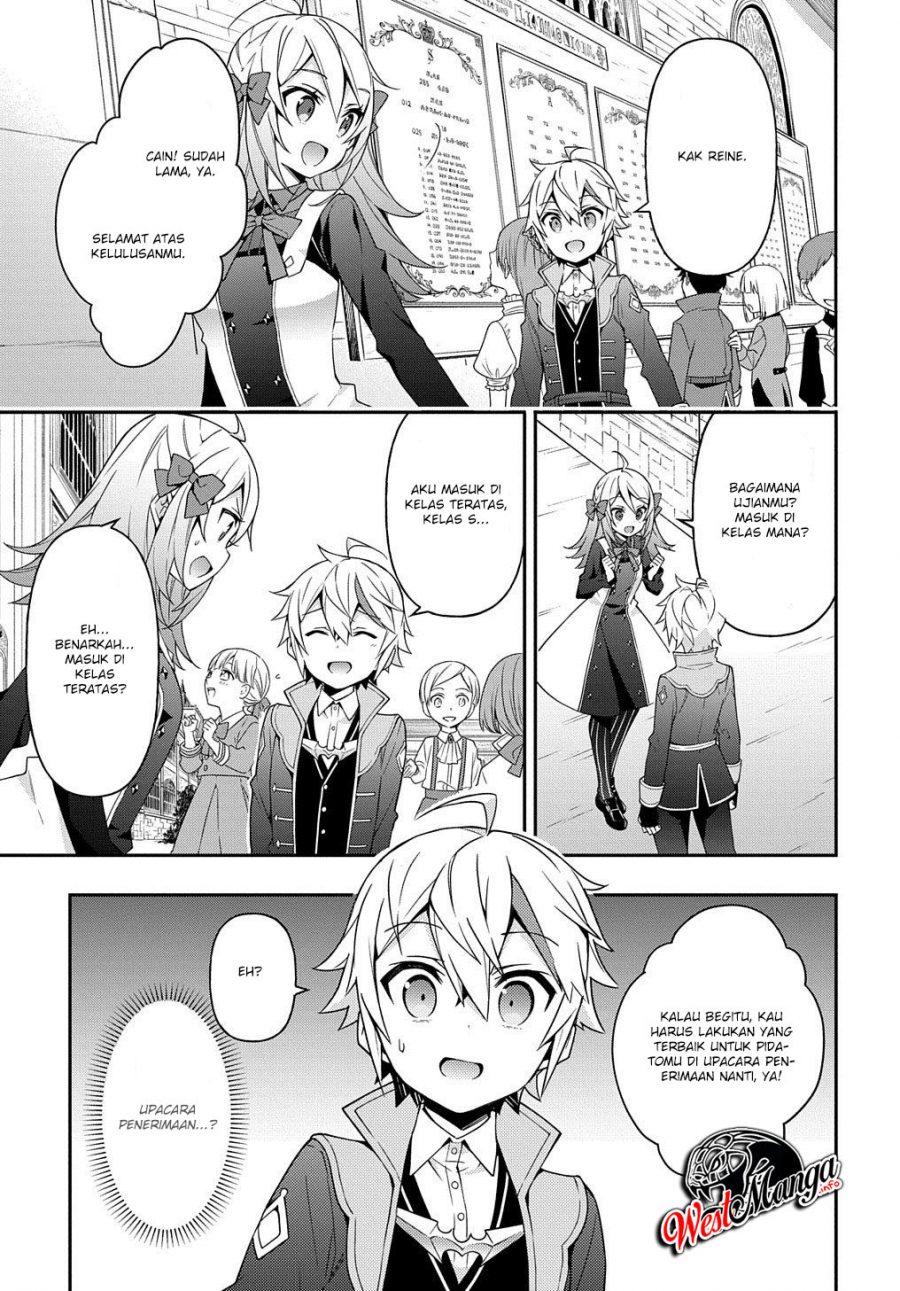 KAK REINE.
CAIN! SUDAH
LAMA, YA.
SELAMAT ATAS
KELULUSANMU.
BAGAIMANA
UJIANMU?
MASUK DI
KELAS MANA?
AKU MASUK DI
KELAS TERATAS,
KELAS S...
EH...
BENARKAH...
MASUK DI
KELAS
TERATAS?
KALAU BEGITU, KAU
HARUS LAKUKAN YANG
TERBAIK UNTUK PIDA-
TOMU DI UPACARA PEN-
ERIMAAN NANTI, YA!
EH?
UPACARA
PENERIMAAN...?
WestManga
.info